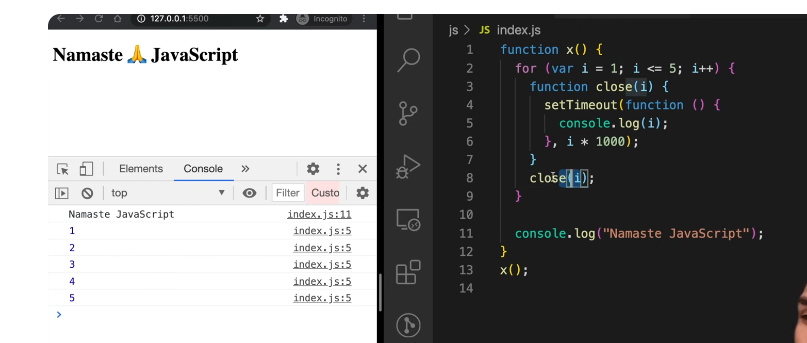 127.0.0.1:5500
Incognito
Namaste 🙏 JavaScript
Elements
Console
»
top
Filter
Custo
Namaste JavaScript index.js:11
1 index.js:5
2 index.js:5
3 index.js:5
4 index.js:5
5 index.js:5
>
js > JS index.js
1 function x() {
2 for (var i = 1; i <= 5; i++) {
3 function close(i) {
4 setTimeout(function () {
5 console.log(i);
6 }, i * 1000);
7 }
8 close(i);
9 }
10
11 console.log("Namaste JavaScript");
12 }
13 x();
14